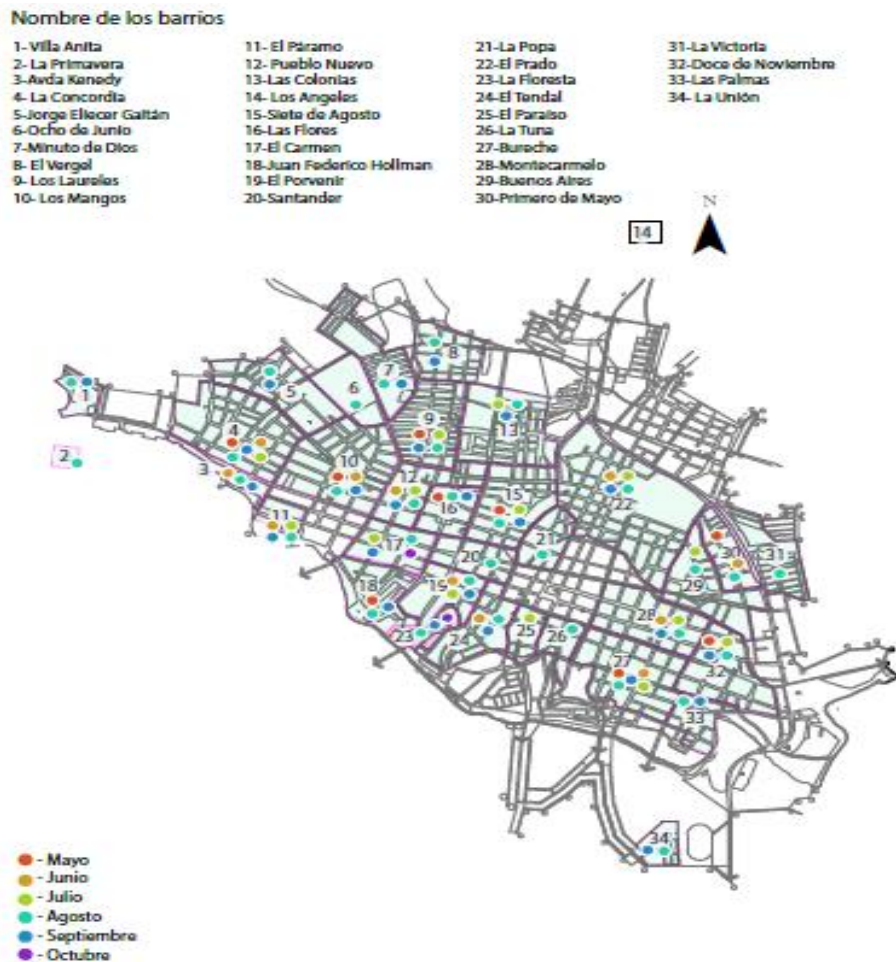 Nombre de los barrios
1- Villa Anita
2- La Primavera
3-Avda Kenedy
4- La Concordia
5-Jorge Eliecer Gaitán
6-Ocho de Junio
7-Minuto de Dios
8- El Vergel
9- Los Laureles
10- Los Mangos
11- El Páramo
12- Pueblo Nuevo
13-Las Colonias
14- Los Angeles
15-Siete de Agosto
16-Las Flores
17-El Carmen
18-Juan Federico Hollman
19-El Porvenir
20-Santander
21-La Popa
22-El Prado
23-La Floresta
24-El Tendal
25-El Paraiso
26-La Tuna
27-Bureche
28-Montecarmelo
29-Buenos Aires
30-Primero de Mayo
31-La Victoria
32-Doce de Noviembre
33-Las Palmas
34- La Unión
N
14
8
7
1
5
6
9
13
4
2
3
10
12
16
15
22
11
17
20
21
30
31
29
18
19
23
24
25
26
28
27
32
33
34
- Mayo
- Junio
- Julio
- Agosto
- Septiembre
- Octubre